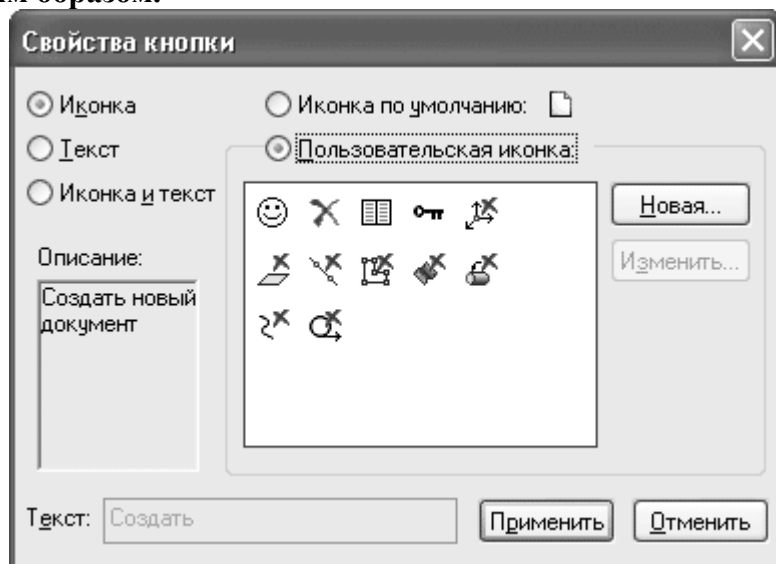 м образом.
Свойства кнопки
Иконка
Иконка по умолчанию:
Текст
Пользовательская иконка:
Иконка и текст
Новая...
Изменить...
Описание:
Создать новый
документ
Текст: Создать
Применить
Отменить